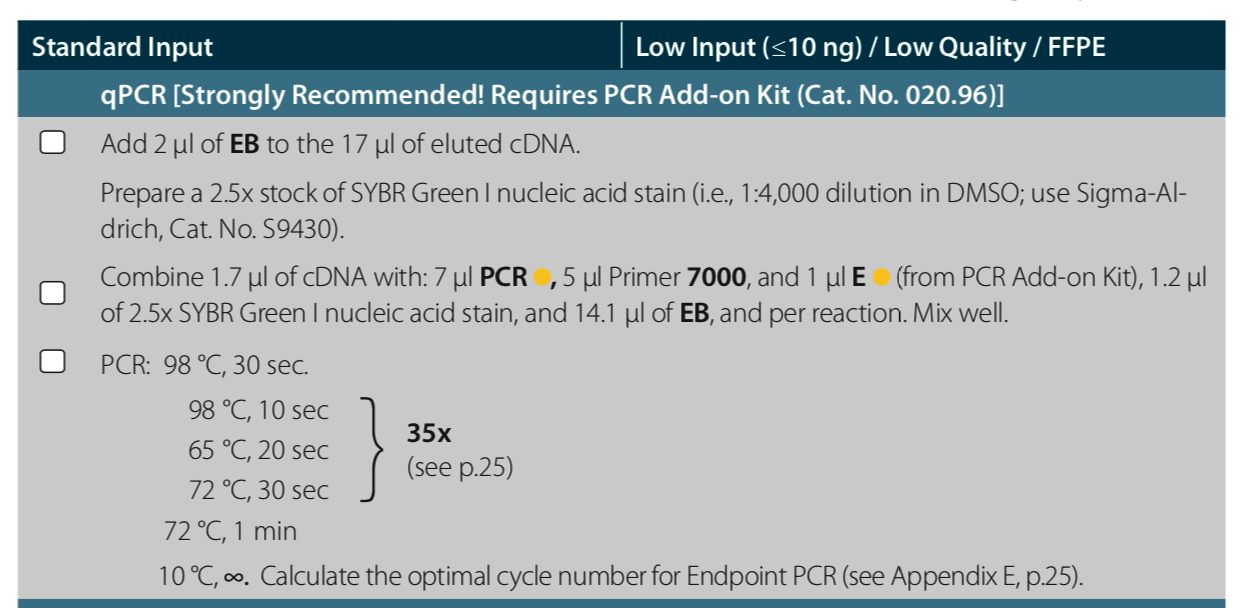 Standard Input Low Input (≤10 ng) / Low Quality / FFPE
qPCR [Strongly Recommended! Requires PCR Add-on Kit (Cat. No. 020.96)]
Add 2 µl of EB to the 17 µl of eluted cDNA.
Prepare a 2.5x stock of SYBR Green I nucleic acid stain (i.e., 1:4,000 dilution in DMSO; use Sigma-Al-
drich, Cat. No. S9430).
Combine 1.7 µl of cDNA with: 7 µl PCR , 5 µl Primer 7000, and 1 µl E (from PCR Add-on Kit), 1.2 µl
of 2.5x SYBR Green I nucleic acid stain, and 14.1 µl of EB, and per reaction. Mix well.
PCR: 98 °C, 30 sec.
98 °C, 10 sec
65 °C, 20 sec
72 °C, 30 sec
35x
(see p.25)
72 °C, 1 min
10 °C, ∞. Calculate the optimal cycle number for Endpoint PCR (see Appendix E, p.25).